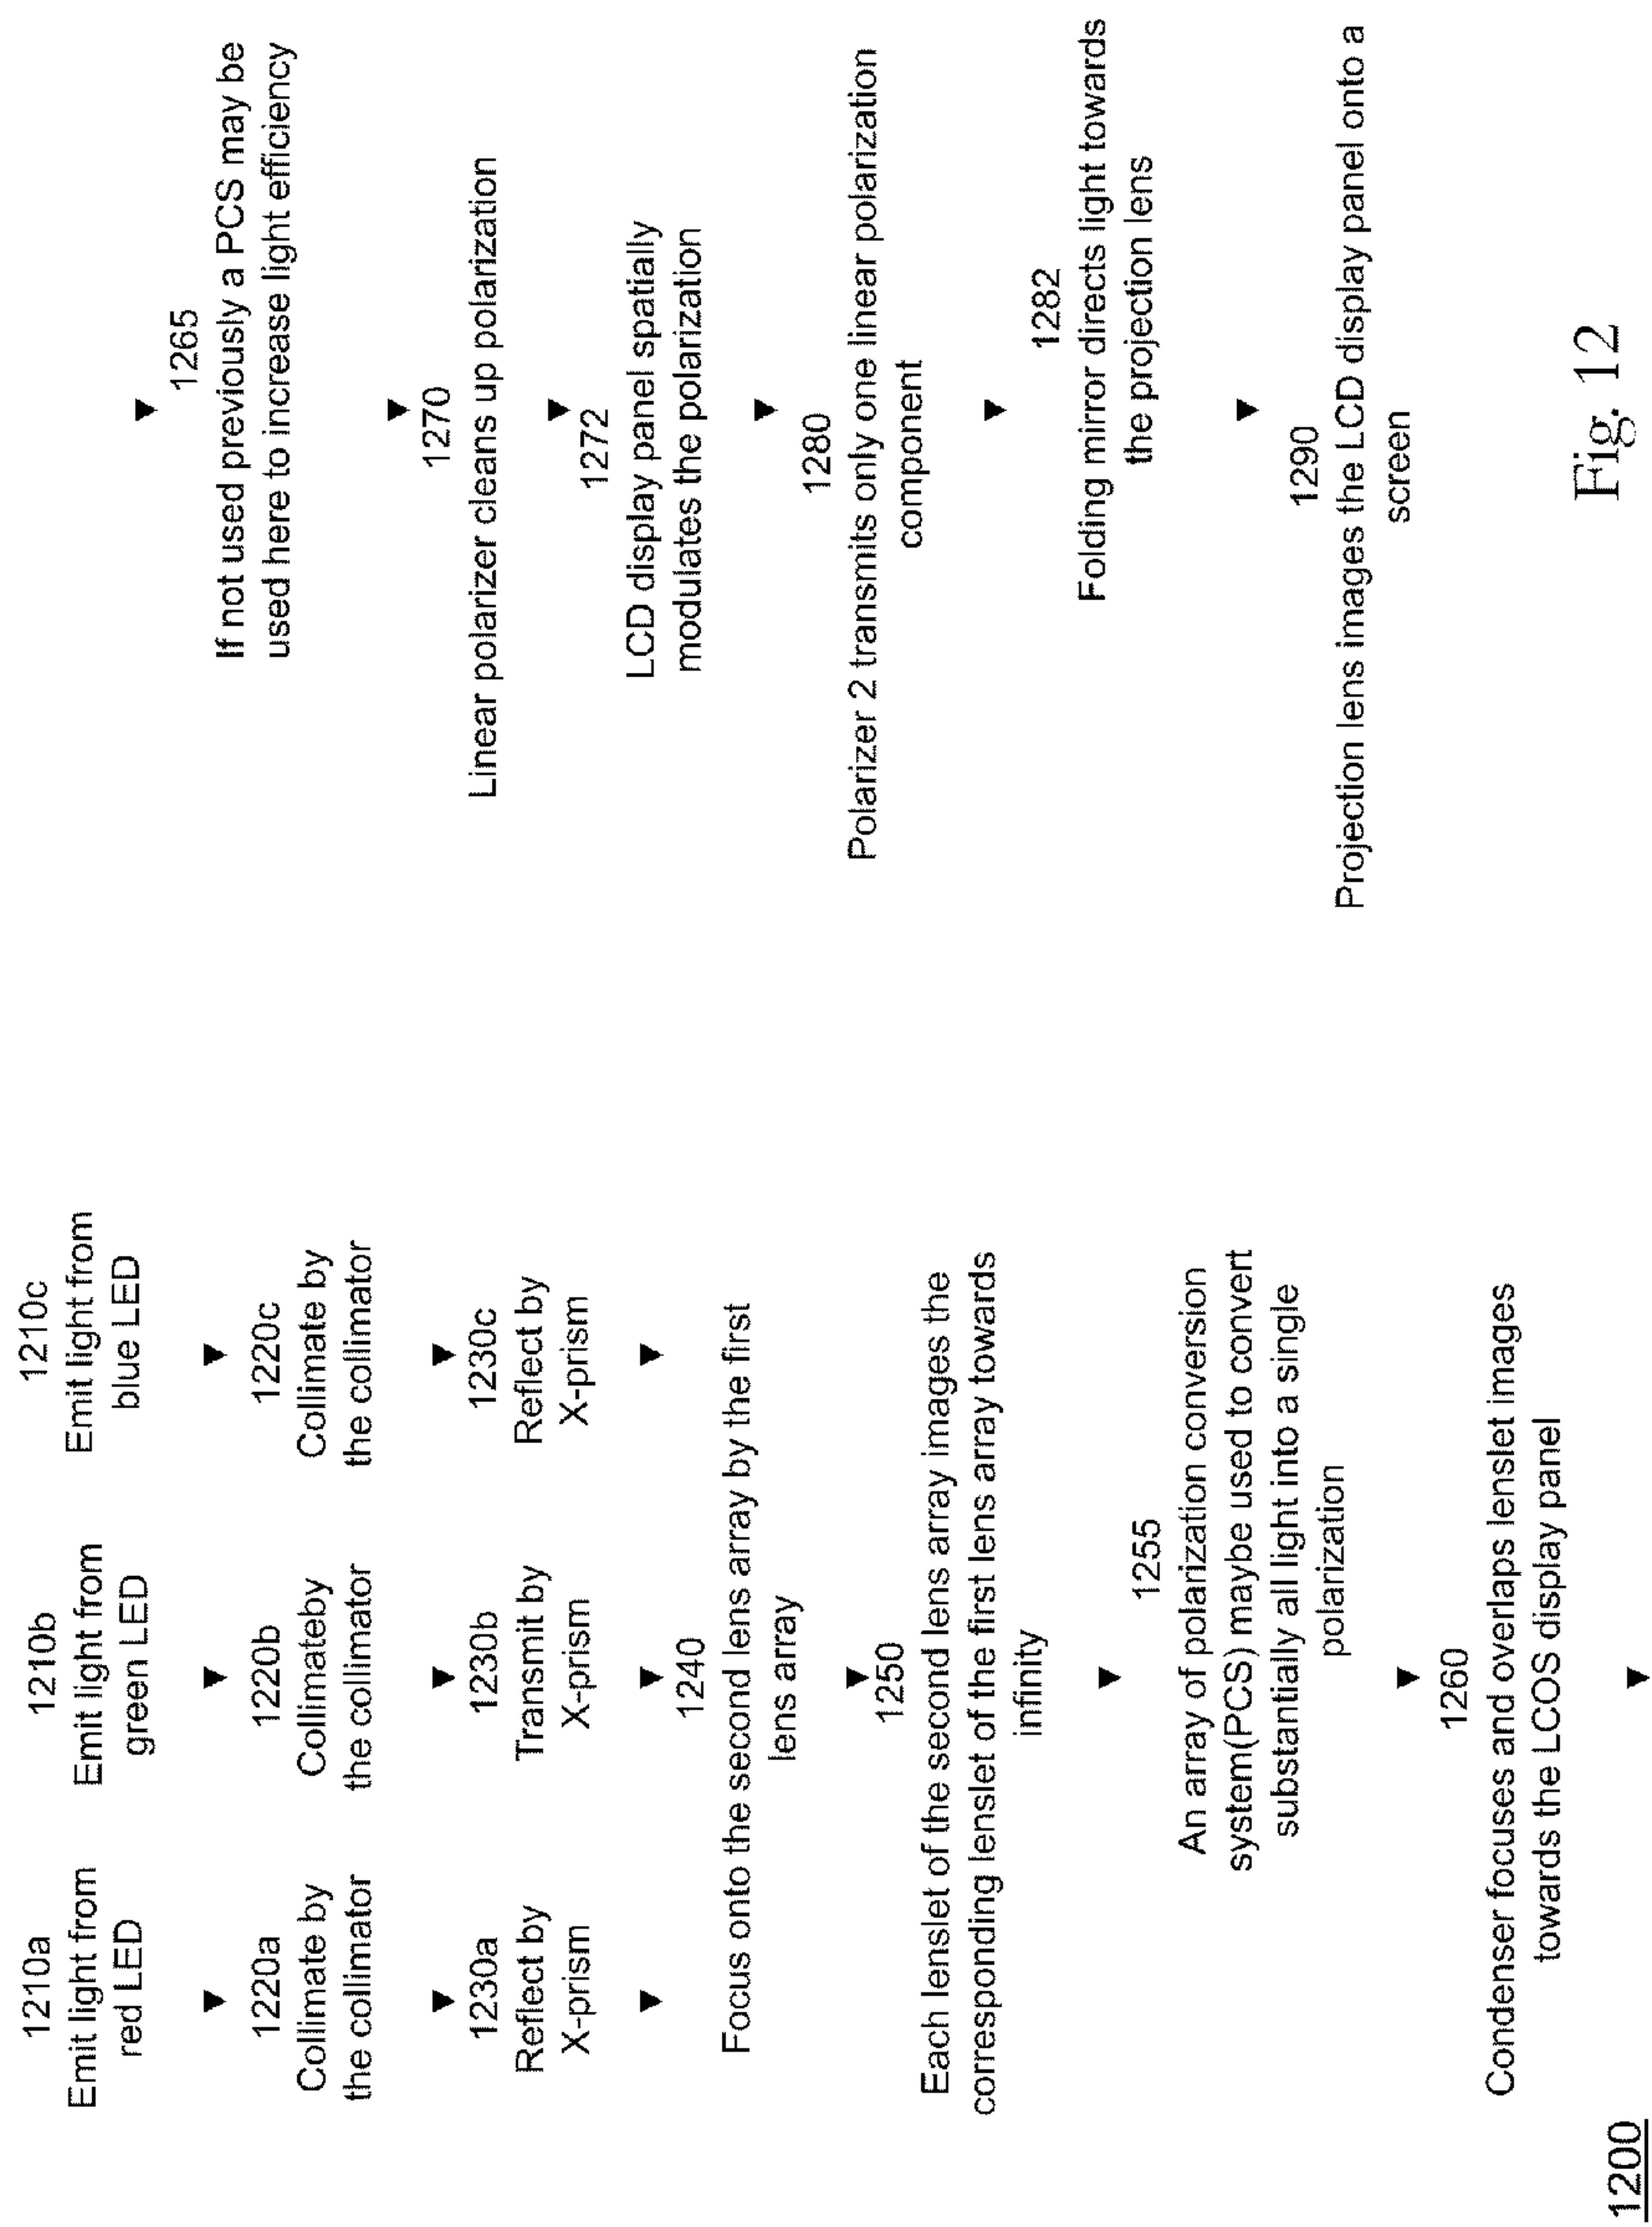 1210a
Emit light from
red LED
1210b
Emit light from
green LED
1210c
Emit light from
blue LED
1220a
Collimate by
the collimator
1220b
Collimateby
the collimator
1220c
Collimate by
the collimator
1230a
Reflect by
X-prism
1230b
Transmit by
X-prism
1230c
Reflect by
X-prism
1240
Focus onto the second lens array by the first
lens array
1250
Each lenslet of the second lens array images the
corresponding lenslet of the first lens array towards
infinity
1255
An array of polarization conversion
system(PCS) maybe used to convert
substantially all light into a single
polarization
1260
Condenser focuses and overlaps lenslet images
towards the LCOS display panel
1265
If not used previously a PCS may be
used here to increase light efficiency
1270
Linear polarizer cleans up polarization
1272
LCD display panel spatially
modulates the polarization
1280
Polarizer 2 transmits only one linear polarization
component
1282
Folding mirror directs light towards
the projection lens
1290
Projection lens images the LCD display panel onto a
screen
1200
Fig. 12